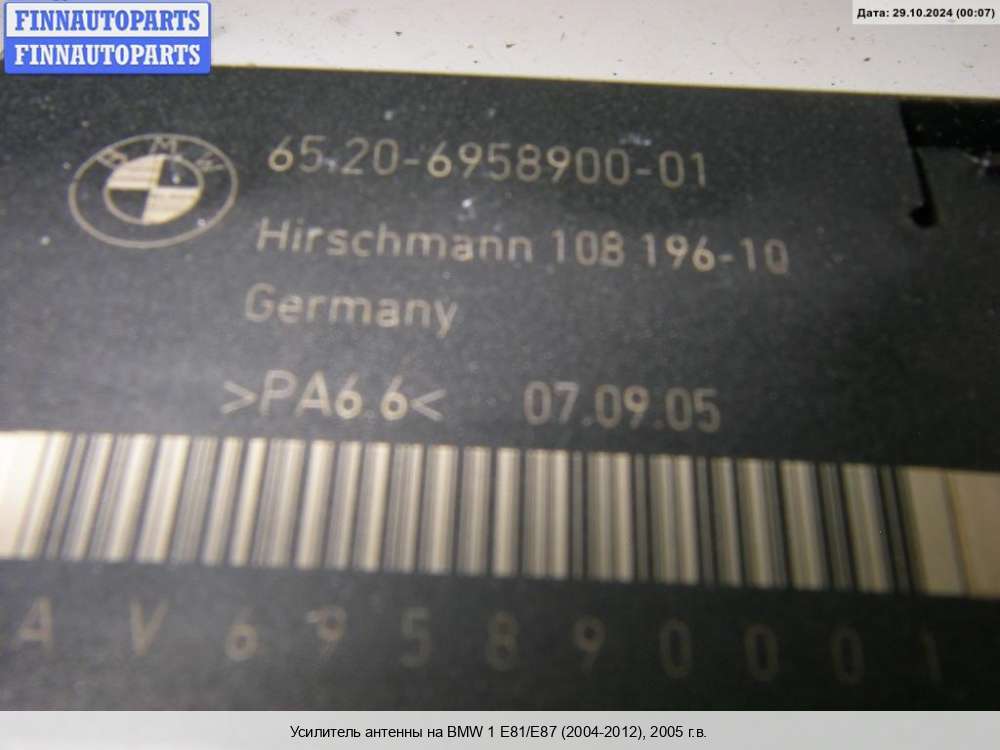 FINNAUTOPARTS
FINNAUTOPARTS
Дата: 29.10.2024 (00:07)
BMW
65.20-6958900-01
Hirschmann 108 196-10
Germany
>PA6.6< 07.09.05
A V 6 9 5 8 9 0 0 0 1
Усилитель антенны на BMW 1 E81/E87 (2004-2012), 2005 г.в.